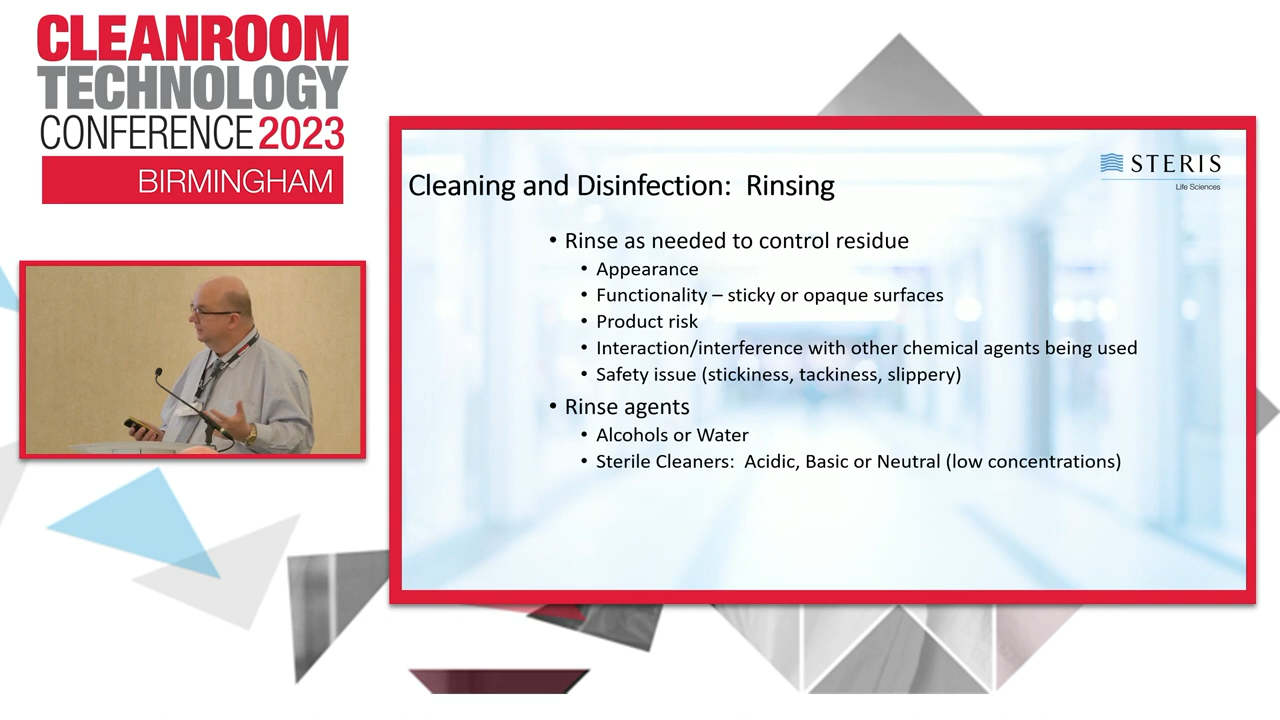 CLEANROOM
TECHNOLOGY
CONFERENCE 2023
BIRMINGHAM
STERIS
Life Sciences
Cleaning and Disinfection: Rinsing
• Rinse as needed to control residue
• Appearance
• Functionality – sticky or opaque surfaces
• Product risk
• Interaction/interference with other chemical agents being used
• Safety issue (stickiness, tackiness, slippery)
• Rinse agents
• Alcohols or Water
• Sterile Cleaners: Acidic, Basic or Neutral (low concentrations)